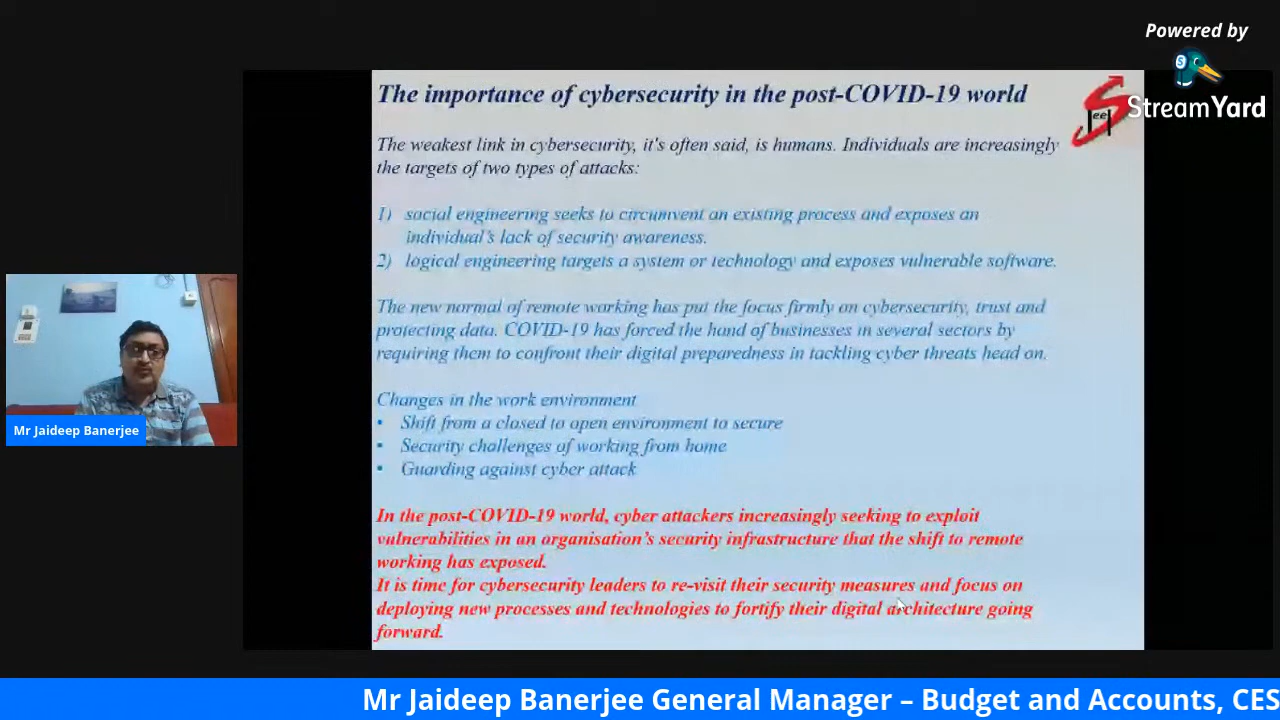 Powered by
StreamYard
The importance of cybersecurity in the post-COVID-19 world
The weakest link in cybersecurity, it's often said, is humans. Individuals are increasingly
the targets of two types of attacks:
1) social engineering seeks to circumvent an existing process and exposes an
individual's lack of security awareness.
2) logical engineering targets a system or technology and exposes vulnerable software.
The new normal of remote working has put the focus firmly on cybersecurity, trust and
protecting data. COVID-19 has forced the hand of businesses in several sectors by
requiring them to confront their digital preparedness in tackling cyber threats head on.
Changes in the work environment
• Shift from a closed to open environment to secure
• Security challenges of working from home
• Guarding against cyber attack
In the post-COVID-19 world, cyber attackers increasingly seeking to exploit
vulnerabilities in an organisation's security infrastructure that the shift to remote
working has exposed.
It is time for cybersecurity leaders to re-visit their security measures and focus on
deploying new processes and technologies to fortify their digital architecture going
forward.
Mr Jaideep Banerjee
Mr Jaideep Banerjee General Manager – Budget and Accounts, CES